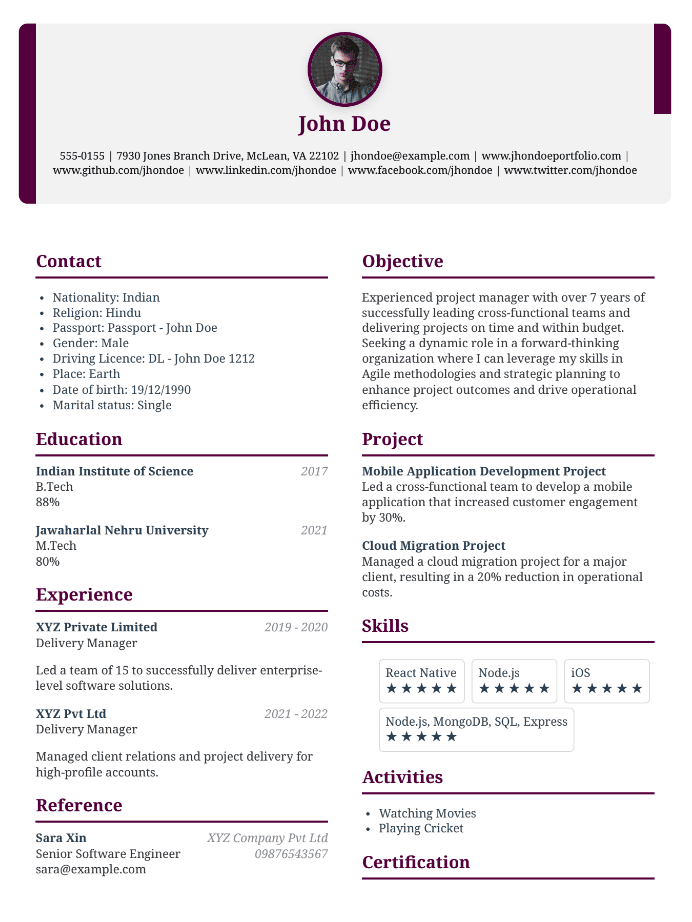 John Doe
555-0155 | 7930 Jones Branch Drive, McLean, VA 22102 | jhondoe@example.com | www.jhondoeportfolio.com |
www.github.com/jhondoe | www.linkedin.com/jhondoe | www.facebook.com/jhondoe | www.twitter.com/jhondoe
Contact
• Nationality: Indian
• Religion: Hindu
• Passport: Passport - John Doe
• Gender: Male
• Driving Licence: DL - John Doe 1212
• Place: Earth
• Date of birth: 19/12/1990
• Marital status: Single
Education
Indian Institute of Science 2017
B.Tech
88%
Jawaharlal Nehru University 2021
M.Tech
80%
Experience
XYZ Private Limited 2019 - 2020
Delivery Manager
Led a team of 15 to successfully deliver enterprise-
level software solutions.
XYZ Pvt Ltd 2021 - 2022
Delivery Manager
Managed client relations and project delivery for
high-profile accounts.
Reference
Sara Xin XYZ Company Pvt Ltd
Senior Software Engineer 09876543567
sara@example.com
Objective
Experienced project manager with over 7 years of
successfully leading cross-functional teams and
delivering projects on time and within budget.
Seeking a dynamic role in a forward-thinking
organization where I can leverage my skills in
Agile methodologies and strategic planning to
enhance project outcomes and drive operational
efficiency.
Project
Mobile Application Development Project
Led a cross-functional team to develop a mobile
application that increased customer engagement
by 30%.
Cloud Migration Project
Managed a cloud migration project for a major
client, resulting in a 20% reduction in operational
costs.
Skills
React Native Node.js iOS
★★★★★ ★★★★★ ★★★★★
Node.js, MongoDB, SQL, Express
★★★★★
Activities
• Watching Movies
• Playing Cricket
Certification